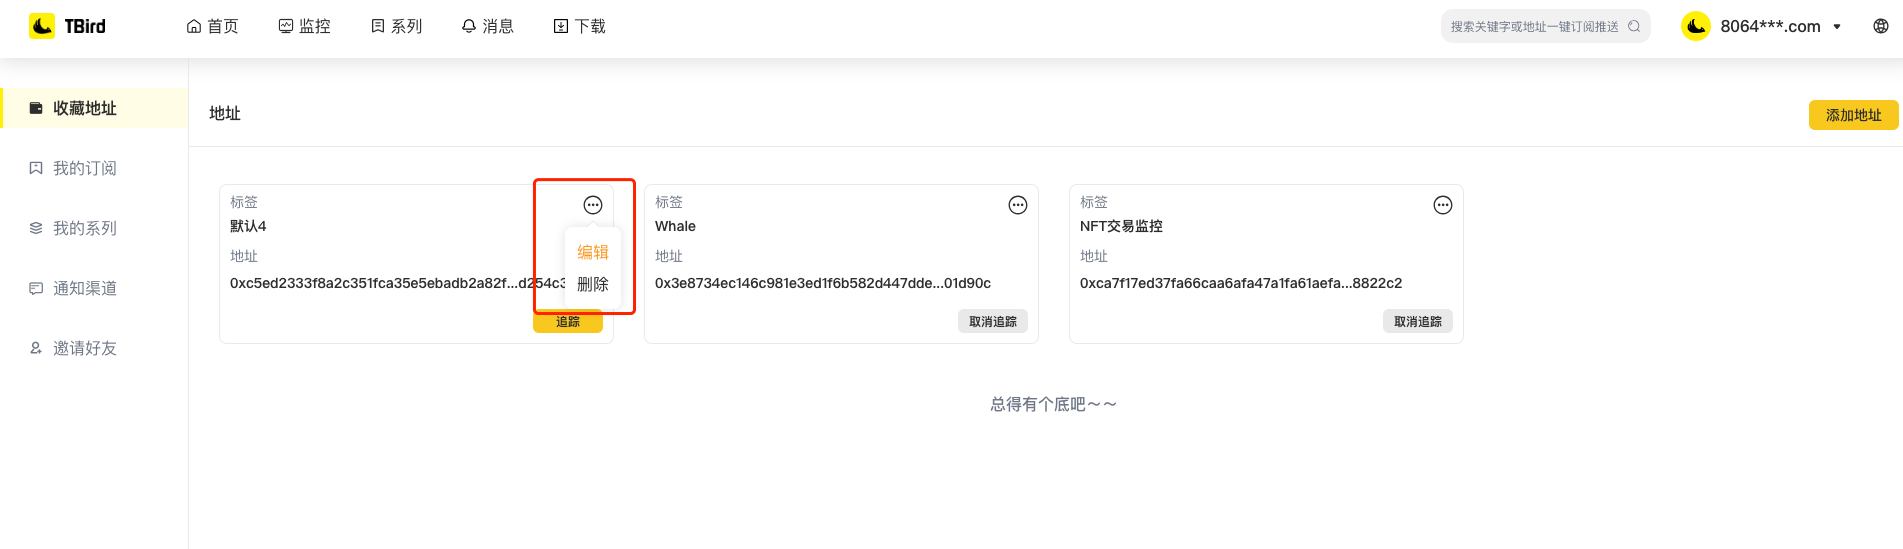 TBird
首页
监控
系列
消息
下载
搜索关键字或地址一键订阅推送
8064***.com
收藏地址
我的订阅
我的系列
通知渠道
邀请好友
地址
添加地址
标签
默认4
地址
0xc5ed2333f8a2c351fca35e5ebadb2a82f...d254c3
编辑
删除
追踪
标签
Whale
地址
0x3e8734ec146c981e3ed1f6b582d447dde...01d90c
取消追踪
标签
NFT交易监控
地址
0xca7f17ed37fa66caa6afa47a1fa61aefa...8822c2
取消追踪
总得有个底吧～～